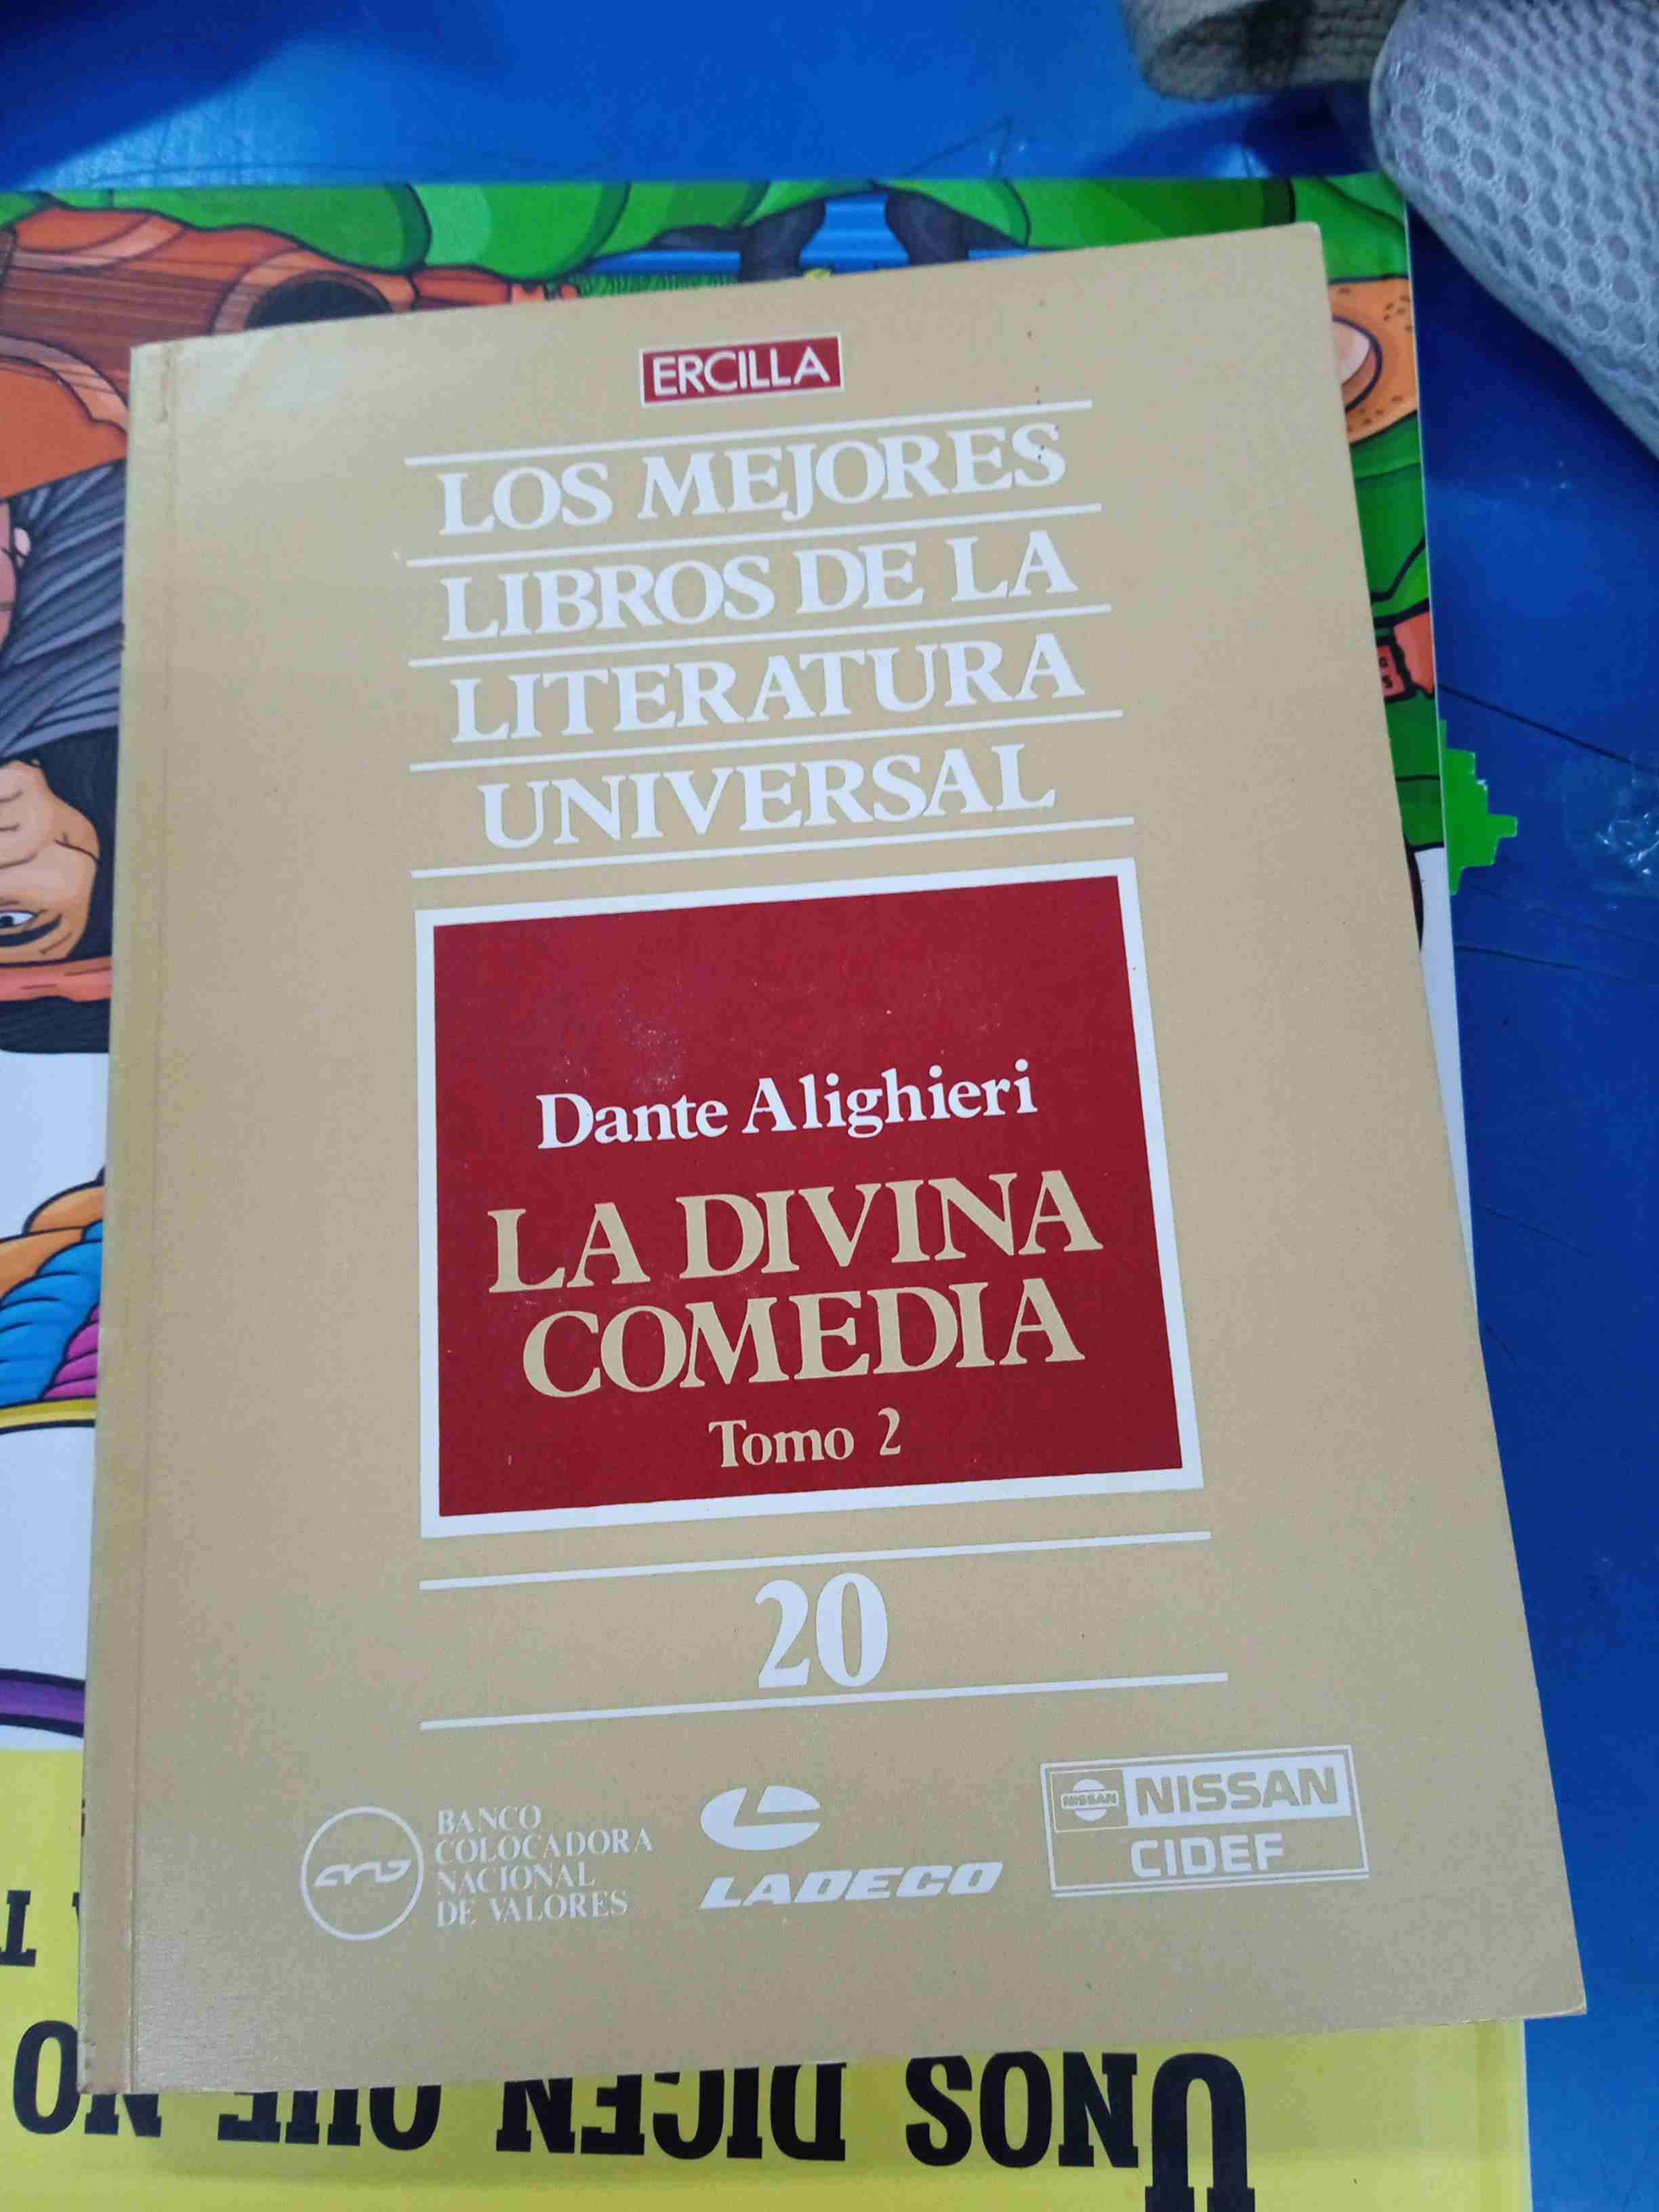 ERCILLA
LOS MEJORES
LIBROS DE LA
LITERATURA
UNIVERSAL
Dante Alighieri
LA DIVINA
COMEDIA
Tomo 2
20
BANCO
COLOCADORA
NACIONAL
DE VALORES
LADECO
NISSAN
NISSAN
CIDEF
UNOS DICEN QUE NO